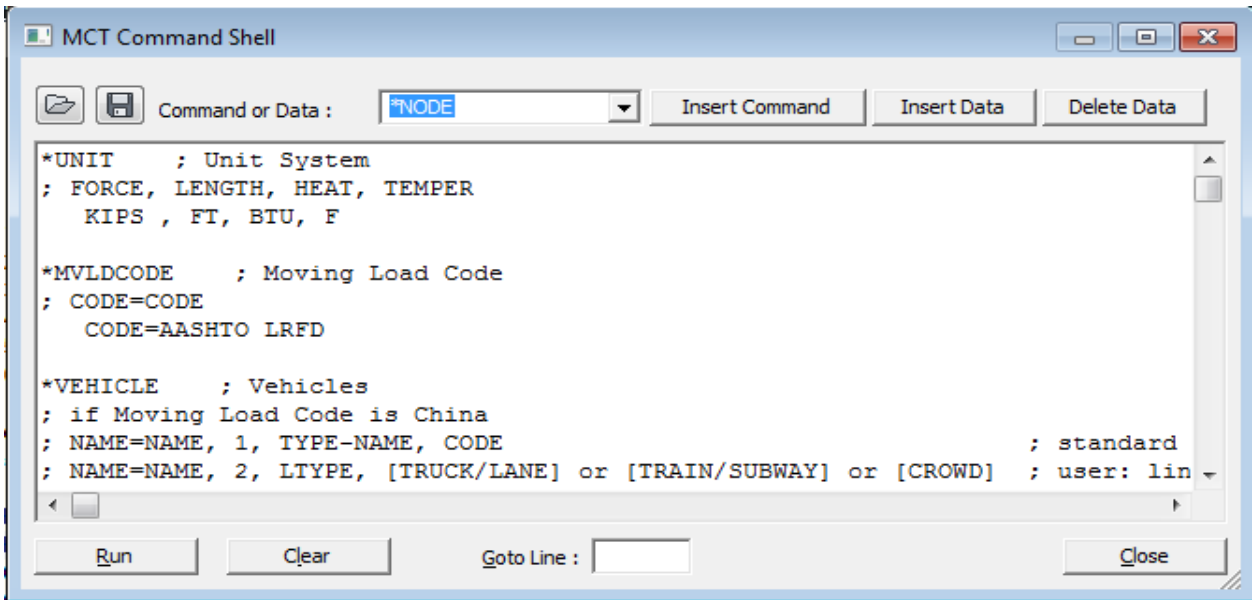 MCT Command Shell
Command or Data : *NODE Insert Command Insert Data Delete Data
*UNIT ; Unit System
; FORCE, LENGTH, HEAT, TEMPER
KIPS , FT, BTU, F
*MVLDCODE ; Moving Load Code
; CODE=CODE
CODE=AASHTO LRFD
*VEHICLE ; Vehicles
; if Moving Load Code is China
; NAME=NAME, 1, TYPE-NAME, CODE ; standard
; NAME=NAME, 2, LTYPE, [TRUCK/LANE] or [TRAIN/SUBWAY] or [CROWD] ; user: lin
Run Clear Goto Line : Close